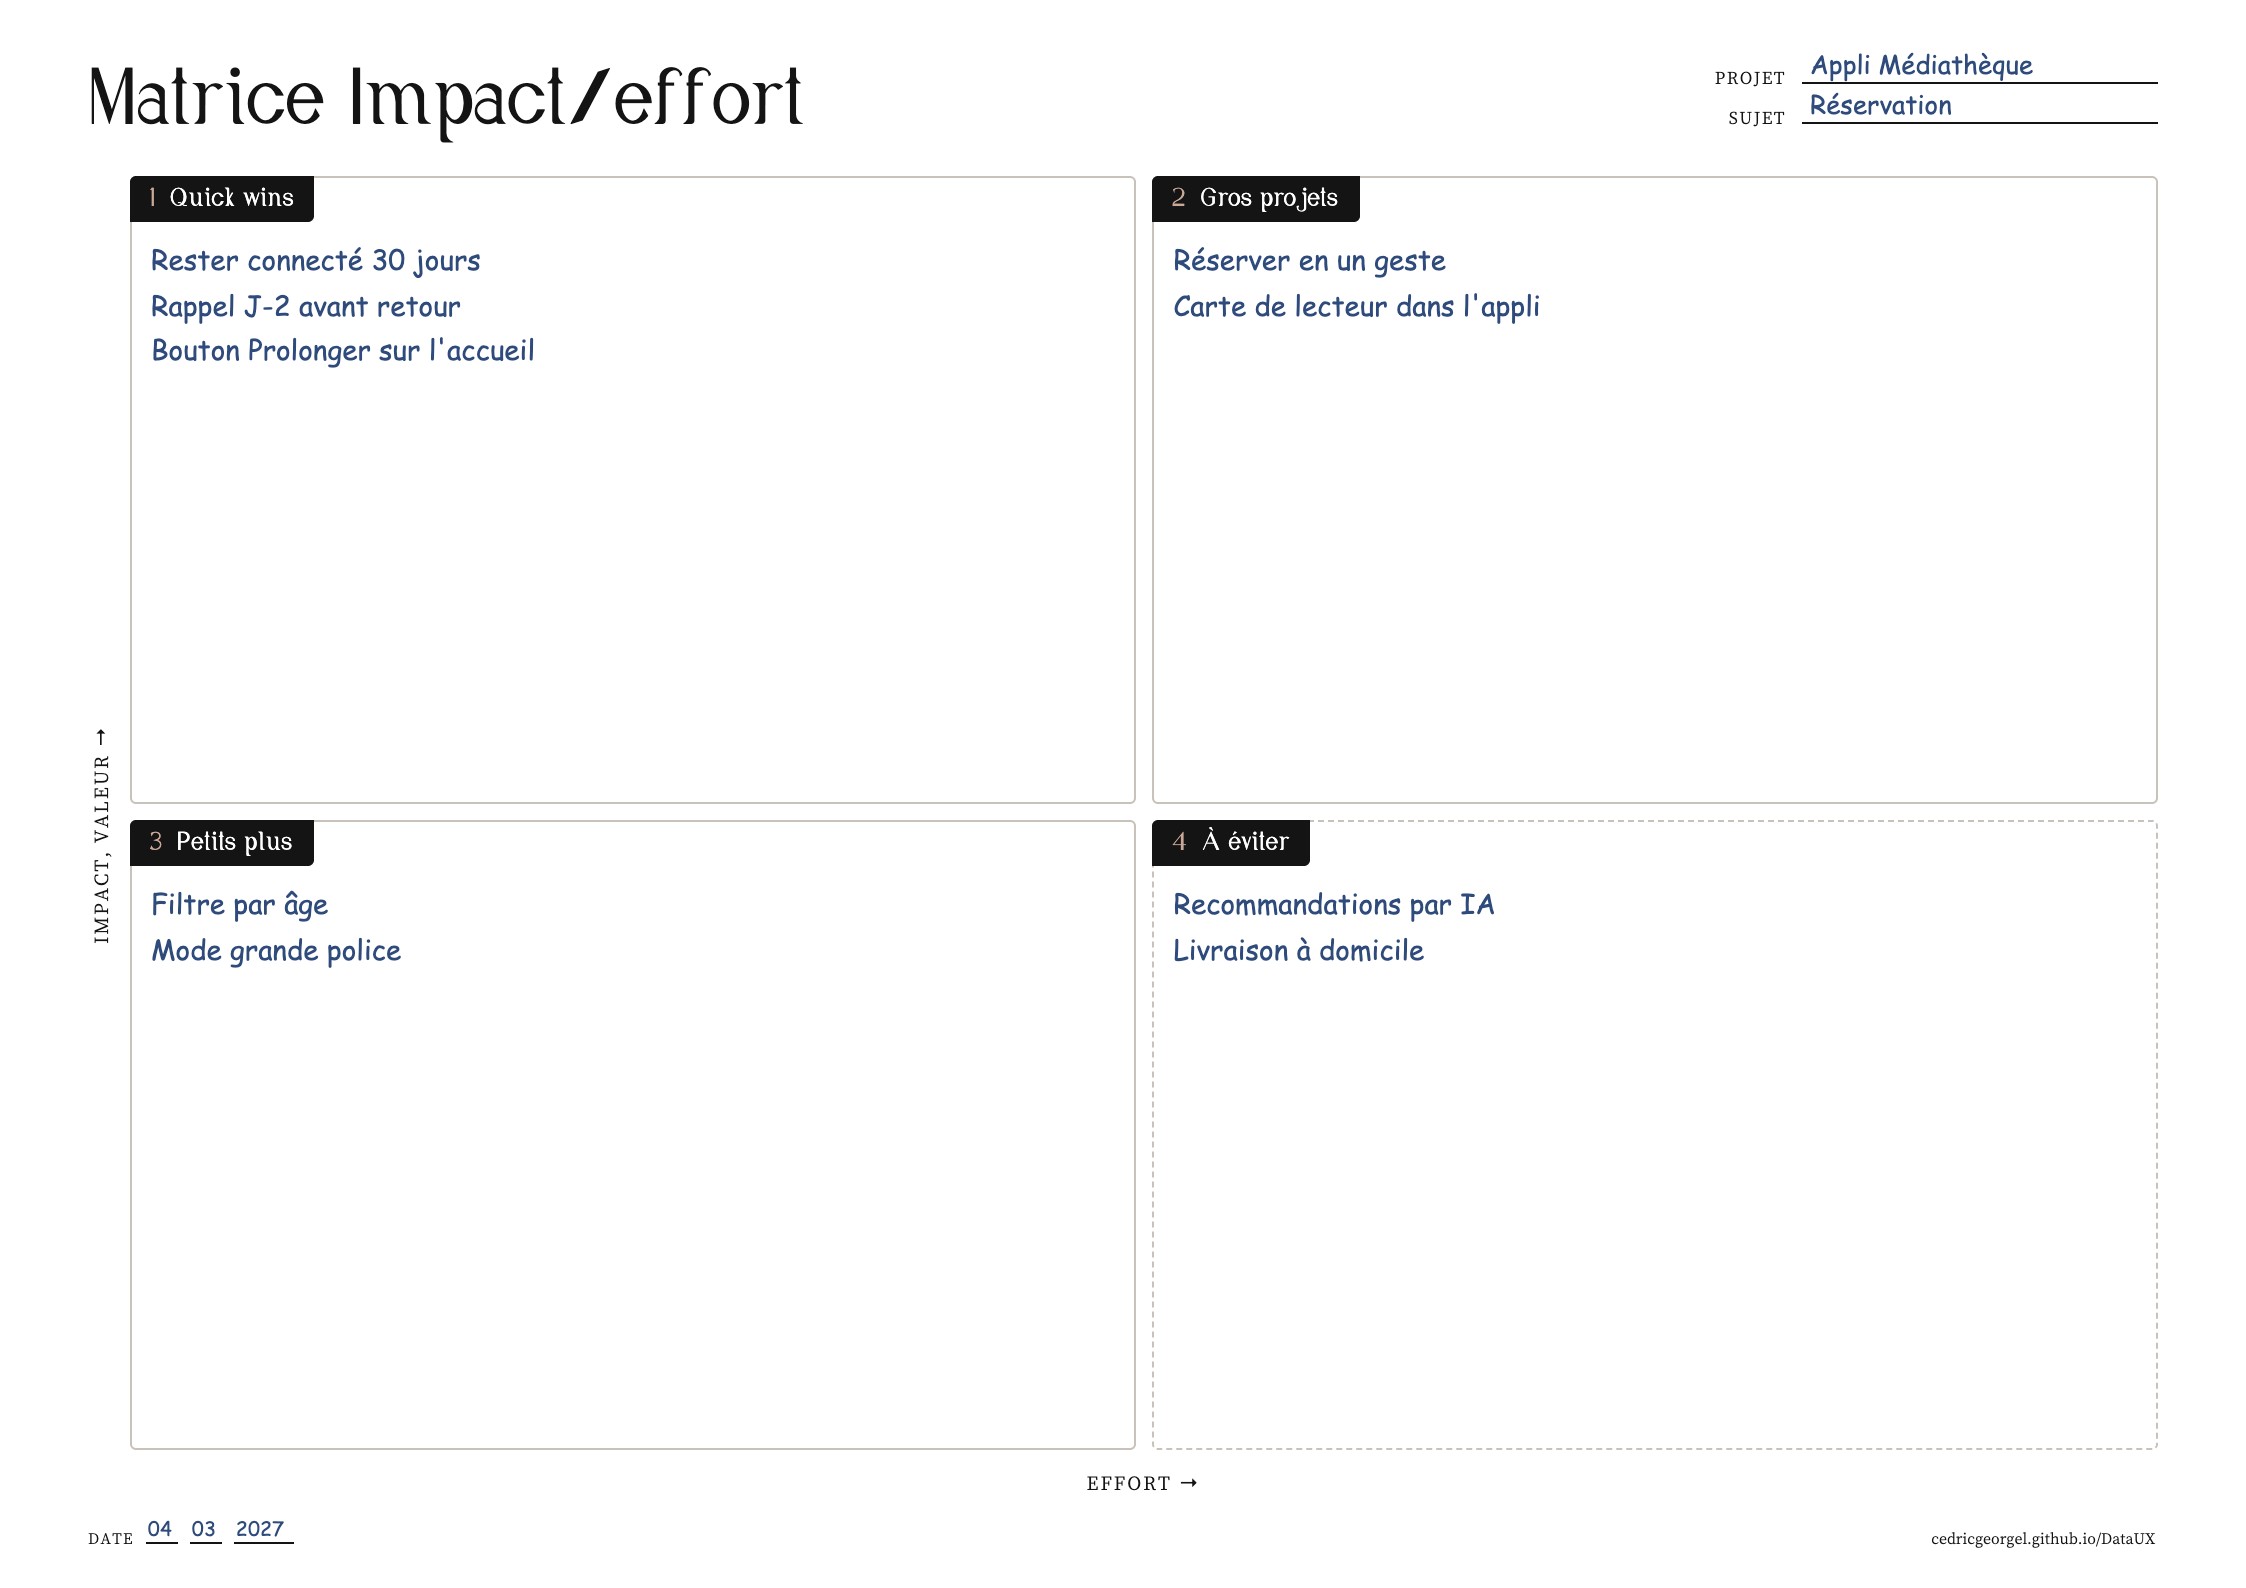 Matrice Impact/effort
PROJET Appli Médiathèque
SUJET Réservation
1 Quick wins
Rester connecté 30 jours
Rappel J-2 avant retour
Bouton Prolonger sur l'accueil
2 Gros projets
Réserver en un geste
Carte de lecteur dans l'appli
IMPACT, VALEUR →
3 Petits plus
Filtre par âge
Mode grande police
4 À éviter
Recommandations par IA
Livraison à domicile
EFFORT →
DATE 04 03 2027
cedricgeorgel.github.io/DataUX